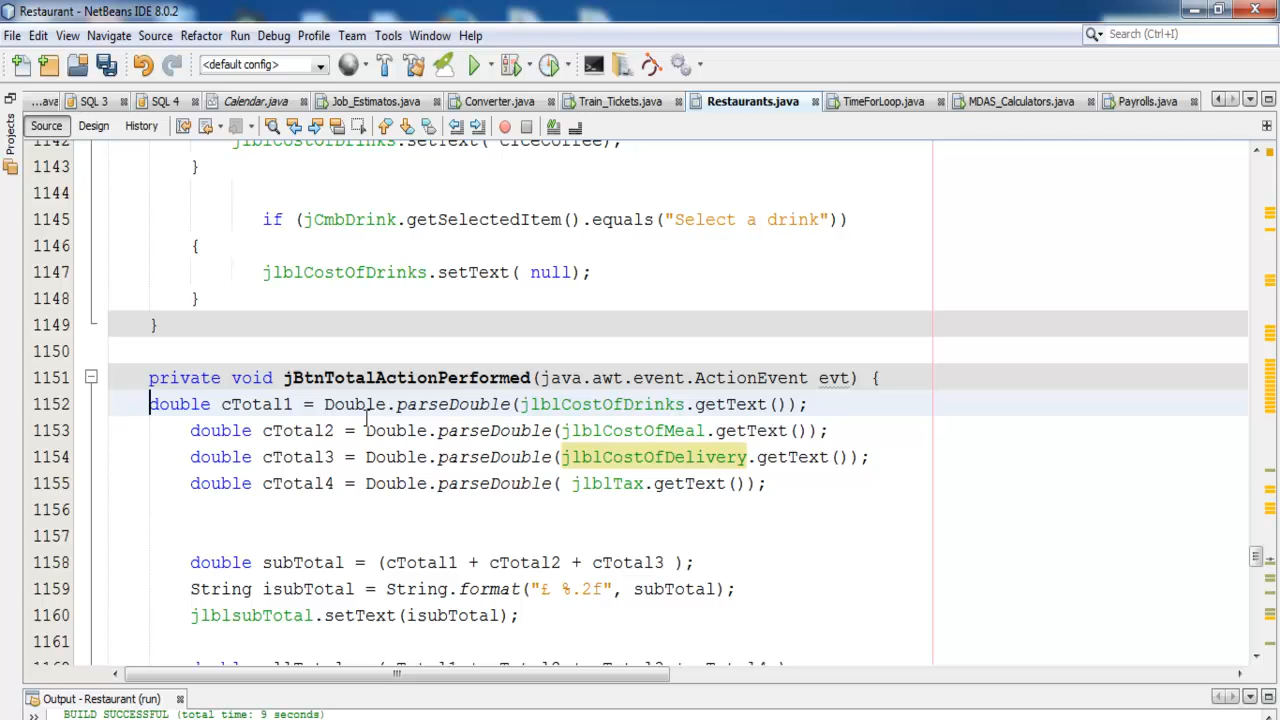 Restaurant - NetBeans IDE 8.0.2
File Edit View Navigate Source Refactor Run Debug Profile Team Tools Window Help
Search (Ctrl+I)
<default config>
...ava SQL 3 SQL 4 Calendar.java Job_Estimatos.java Converter.java Train_Tickets.java Restaurants.java TimeForLoop.java MDAS_Calculators.java Payrolls.java
Projects
Source Design History
1142 jlblCostOfDrinks.setText( cIceCoffee);
1143 }
1144
1145 if (jCmbDrink.getSelectedItem().equals("Select a drink"))
1146 {
1147 jlblCostOfDrinks.setText( null);
1148 }
1149 }
1150
1151 private void jBtnTotalActionPerformed(java.awt.event.ActionEvent evt) {
1152 double cTotal1 = Double.parseDouble(jlblCostOfDrinks.getText());
1153 double cTotal2 = Double.parseDouble(jlblCostOfMeal.getText());
1154 double cTotal3 = Double.parseDouble(jlblCostOfDelivery.getText());
1155 double cTotal4 = Double.parseDouble( jlblTax.getText());
1156
1157
1158 double subTotal = (cTotal1 + cTotal2 + cTotal3 );
1159 String isubTotal = String.format("£ %.2f", subTotal);
1160 jlblsubTotal.setText(isubTotal);
1161
Output - Restaurant (run)
BUILD SUCCESSFUL (total time: 9 seconds)